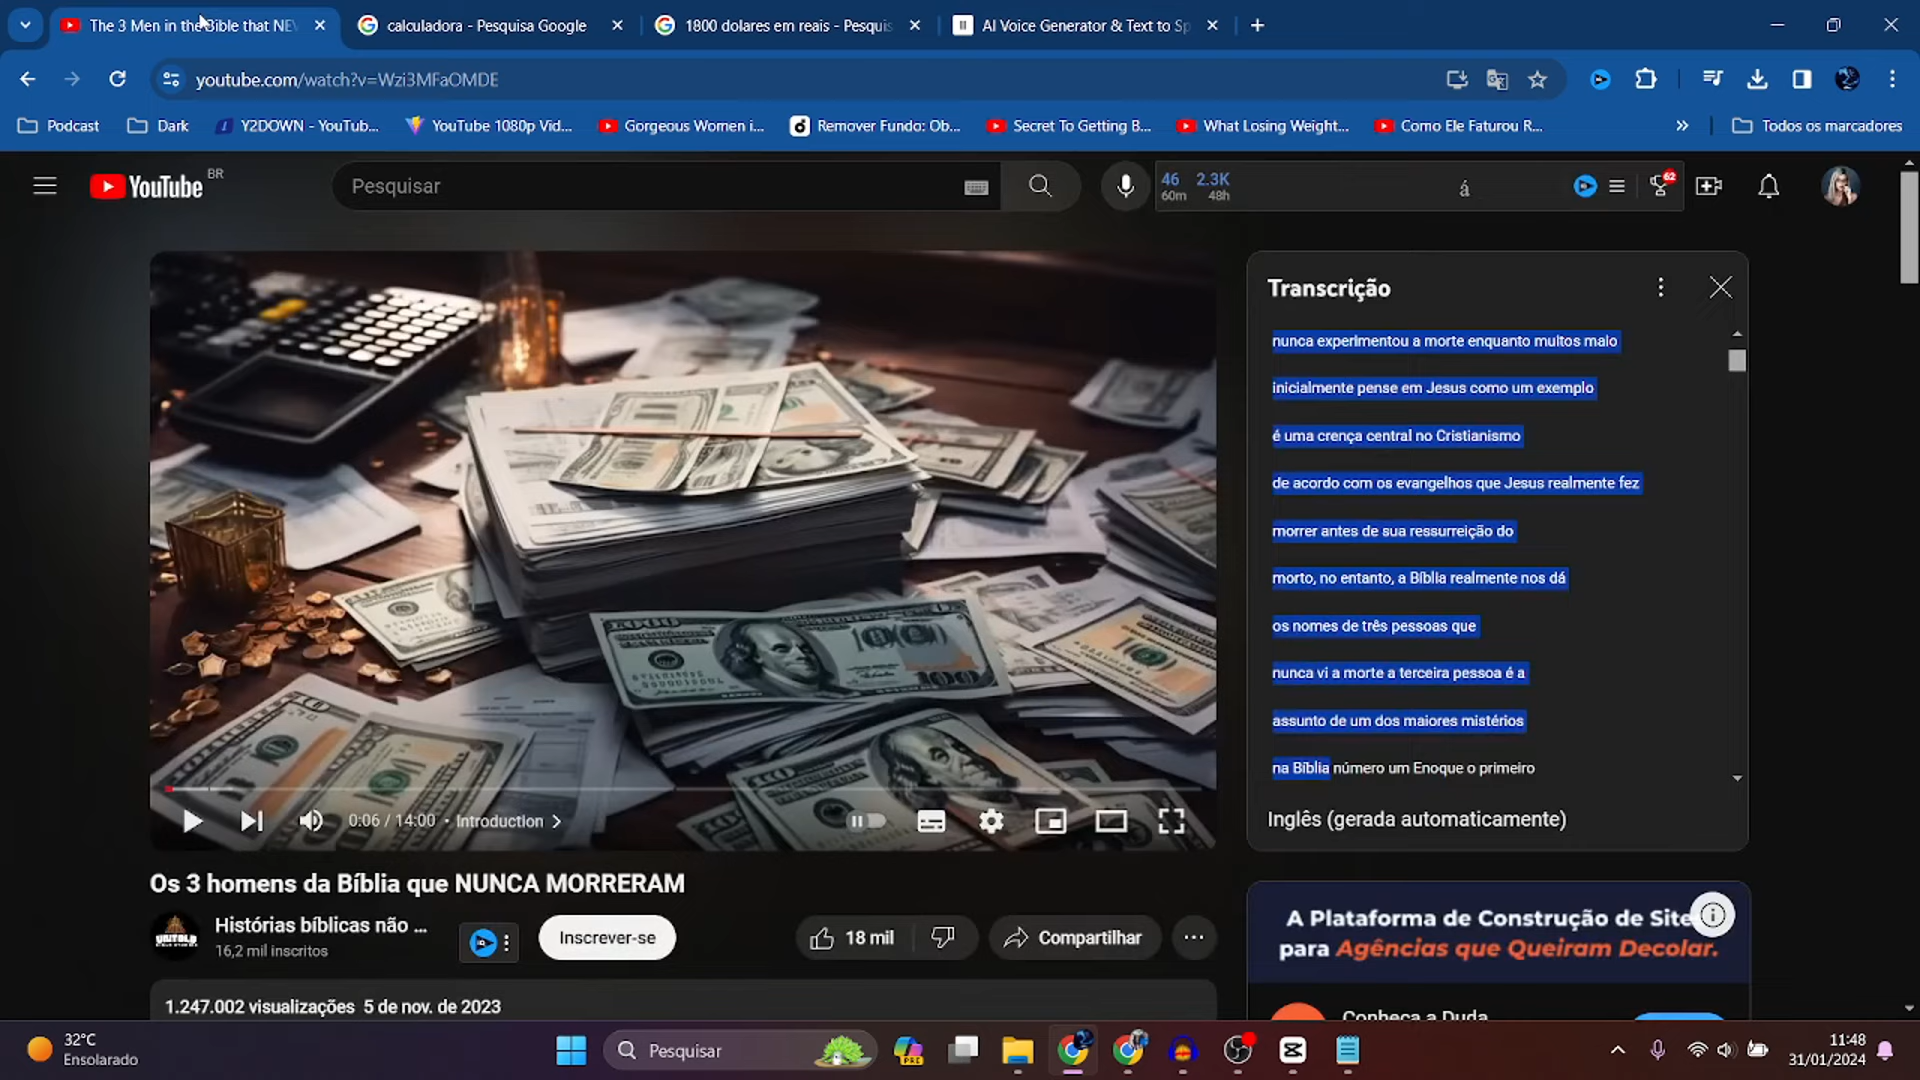 The 3 Men in the Bible that NEV
calculadora - Pesquisa Google
1800 dolares em reais - Pesquis
AI Voice Generator & Text to Sp
youtube.com/watch?v=Wzi3MFaOMDE
Podcast
Dark
Y2DOWN - YouTub...
YouTube 1080p Vid...
Gorgeous Women i...
Remover Fundo: Ob...
Secret To Getting B...
What Losing Weight...
Como Ele Faturou R...
Todos os marcadores
YouTube BR
Pesquisar
46 2.3K
60m 48h
á
62
Transcrição
nunca experimentou a morte enquanto muitos maio
inicialmente pense em Jesus como um exemplo
é uma crença central no Cristianismo
de acordo com os evangelhos que Jesus realmente fez
morrer antes de sua ressurreição do
morto, no entanto, a Bíblia realmente nos dá
os nomes de três pessoas que
nunca vi a morte a terceira pessoa é a
assunto de um dos maiores mistérios
na Bíblia número um Enoque o primeiro
Inglês (gerada automaticamente)
0:06 / 14:00 • Introduction
Os 3 homens da Bíblia que NUNCA MORRERAM
Histórias bíblicas não ...
16,2 mil inscritos
Inscrever-se
18 mil
Compartilhar
1.247.002 visualizações 5 de nov. de 2023
A Plataforma de Construção de Site
para Agências que Queiram Decolar.
Conheça a Duda
32°C
Ensolarado
Pesquisar
PRE
11:48
31/01/2024